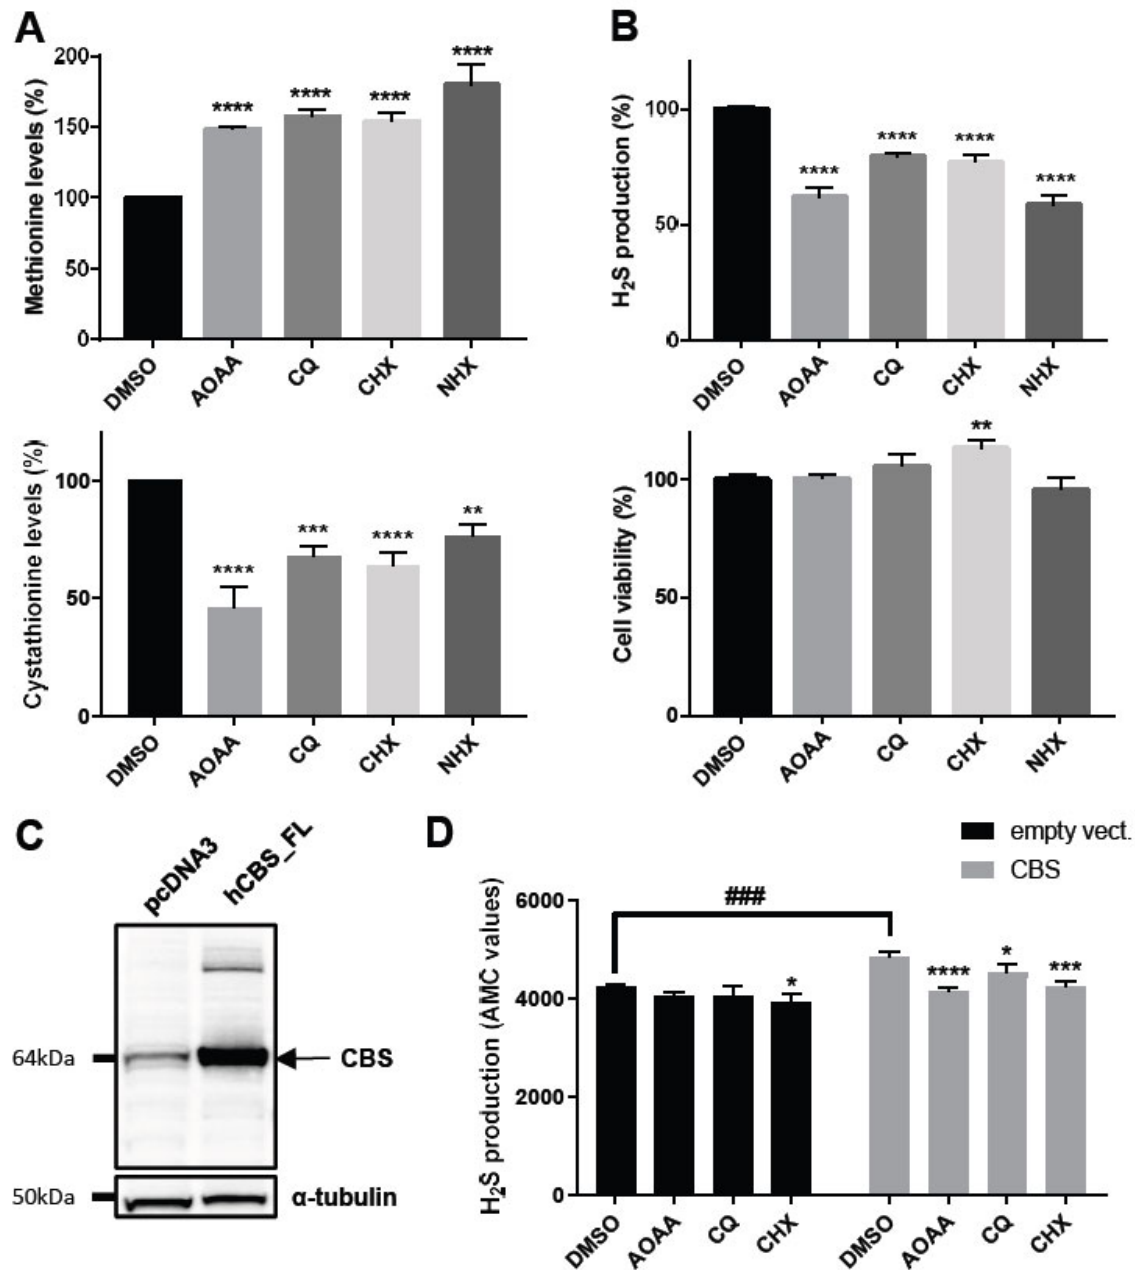 A
Methionine levels (%)
200
150
100
50
0
****
****
****
****
DMSO
AOAA
CQ
CHX
NHX
Cystathionine levels (%)
100
50
0
****
***
****
**
DMSO
AOAA
CQ
CHX
NHX
B
H2S production (%)
100
50
0
****
****
****
****
DMSO
AOAA
CQ
CHX
NHX
Cell viability (%)
100
50
0
**
DMSO
AOAA
CQ
CHX
NHX
C
pcDNA3
hCBS_FL
64kDa
CBS
50kDa
α-tubulin
D
empty vect.
CBS
H2S production (AMC values)
6000
4000
2000
0
###
*
****
*
***
DMSO
AOAA
CQ
CHX
DMSO
AOAA
CQ
CHX